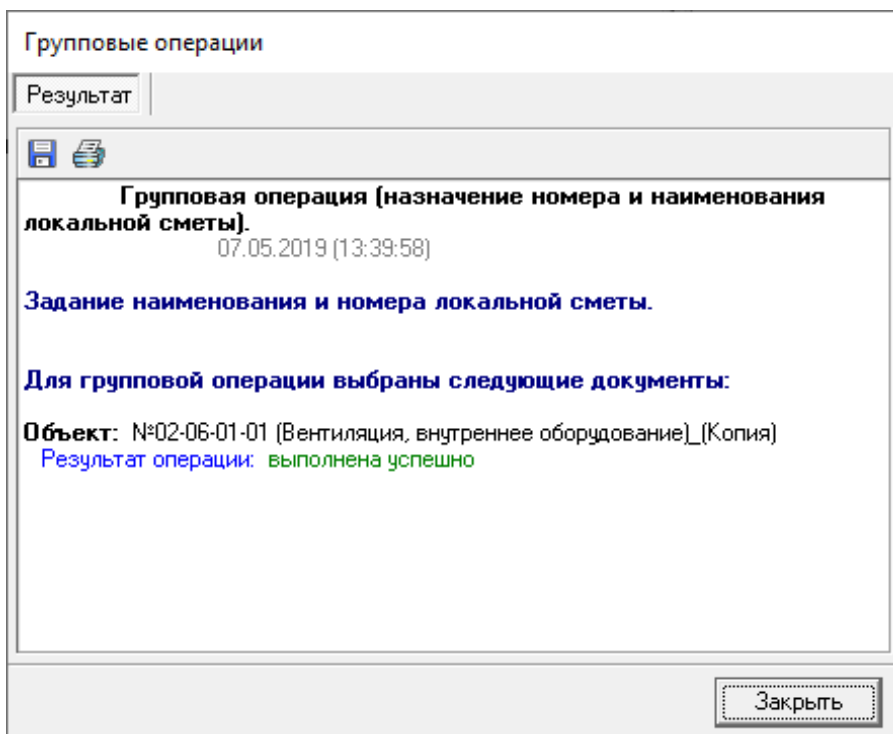 Групповые операции
Результат
Групповая операция (назначение номера и наименования
локальной сметы).
07.05.2019 (13:39:58)
Задание наименования и номера локальной сметы.
Для групповой операции выбраны следующие документы:
Объект: №02-06-01-01 (Вентиляция, внутреннее оборудование)_(Копия)
Результат операции: выполнена успешно
Закрыть